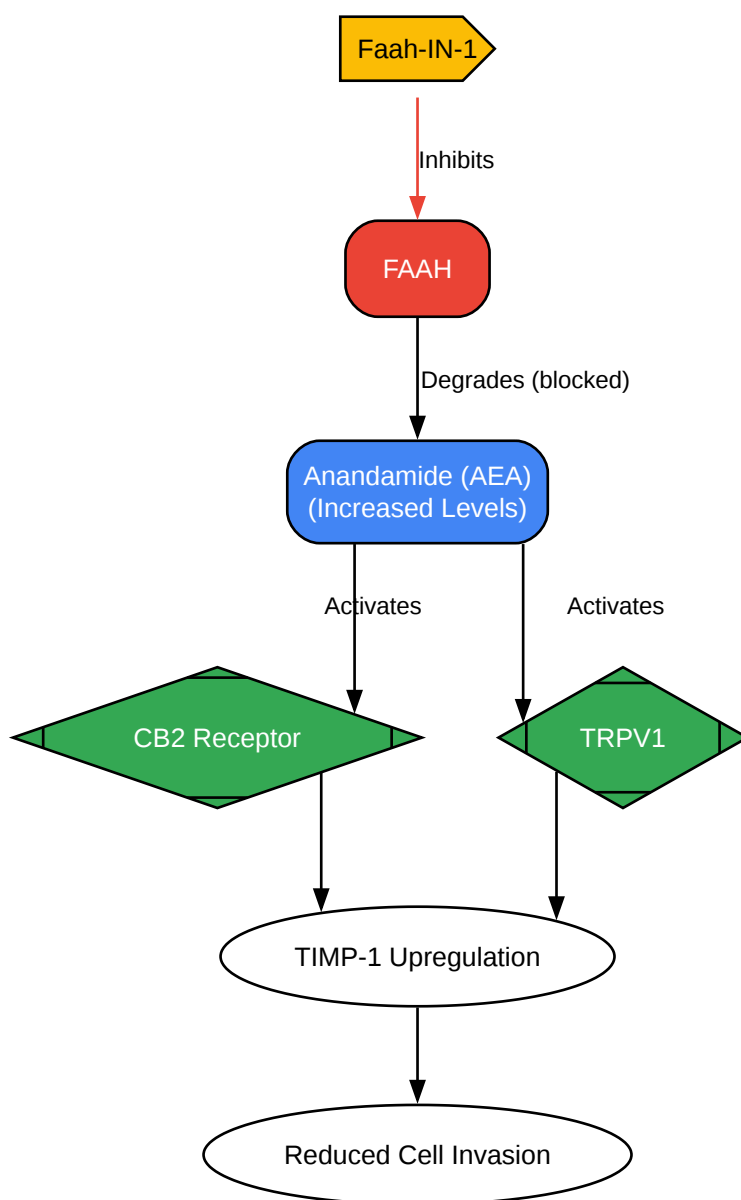 Faah-IN-1
Inhibits
FAAH
Degrades (blocked)
Anandamide (AEA)
(Increased Levels)
Activates
Activates
CB2 Receptor
TRPV1
TIMP-1 Upregulation
Reduced Cell Invasion